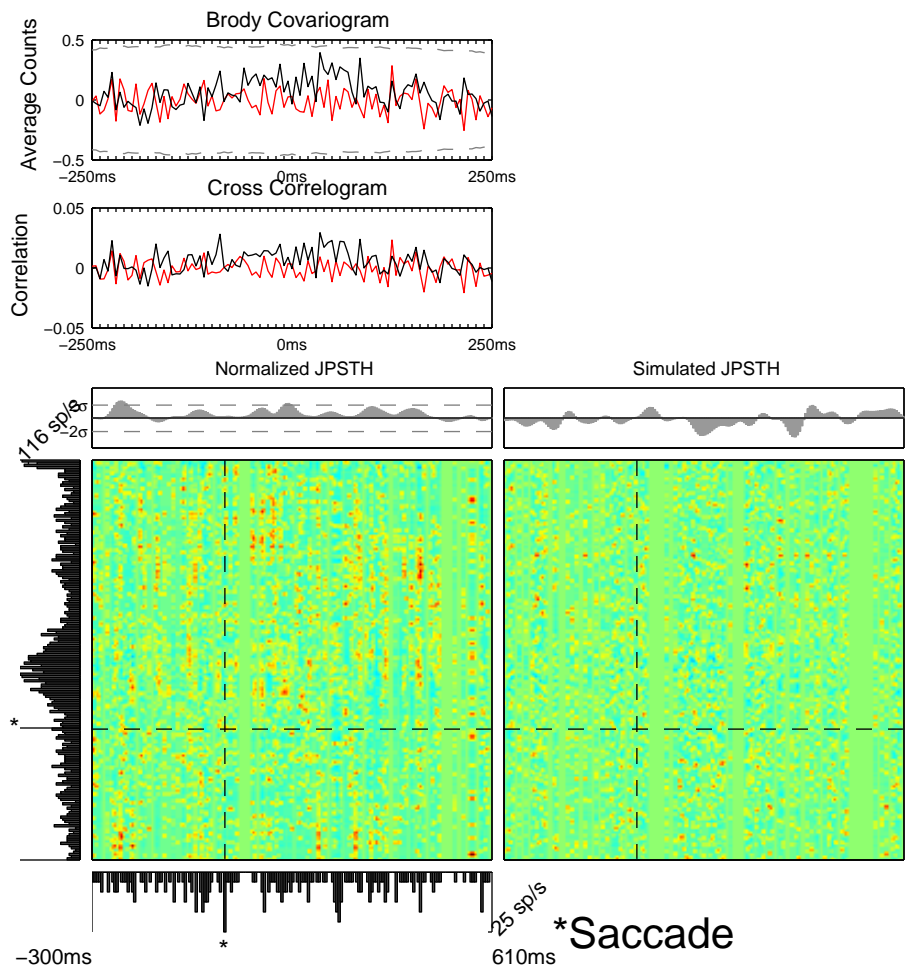 Brody Covariogram
Average Counts
0.5
0
−0.5
−250ms
0ms
250ms
Cross Correlogram
Correlation
0.05
0
−0.05
−250ms
0ms
250ms
Normalized JPSTH
Simulated JPSTH
−2σ
116 sp/s
*
25 sp/s
*
*Saccade
−300ms
610ms